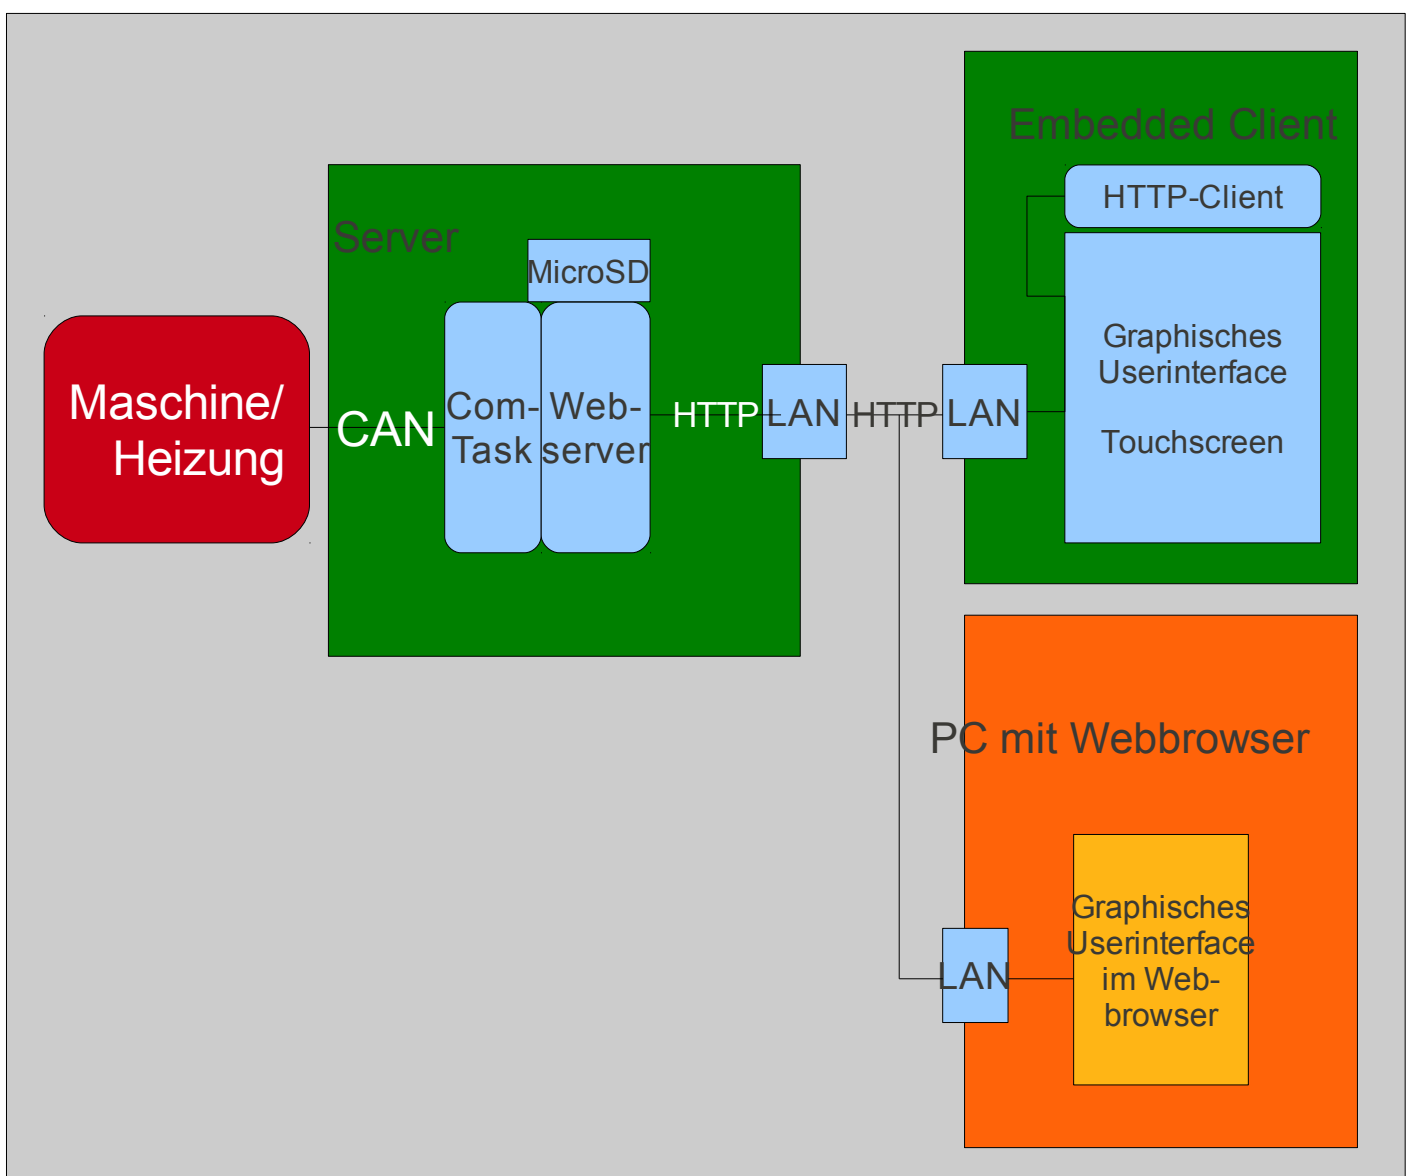 Embedded Client
HTTP-Client
Server
MicroSD
Graphisches
Userinterface
Touchscreen
Maschine/
Heizung
CAN
Com-
Task
Web-
server
HTTP
LAN
HTTP
LAN
PC mit Webbrowser
Graphisches
Userinterface
im Web-
browser
LAN